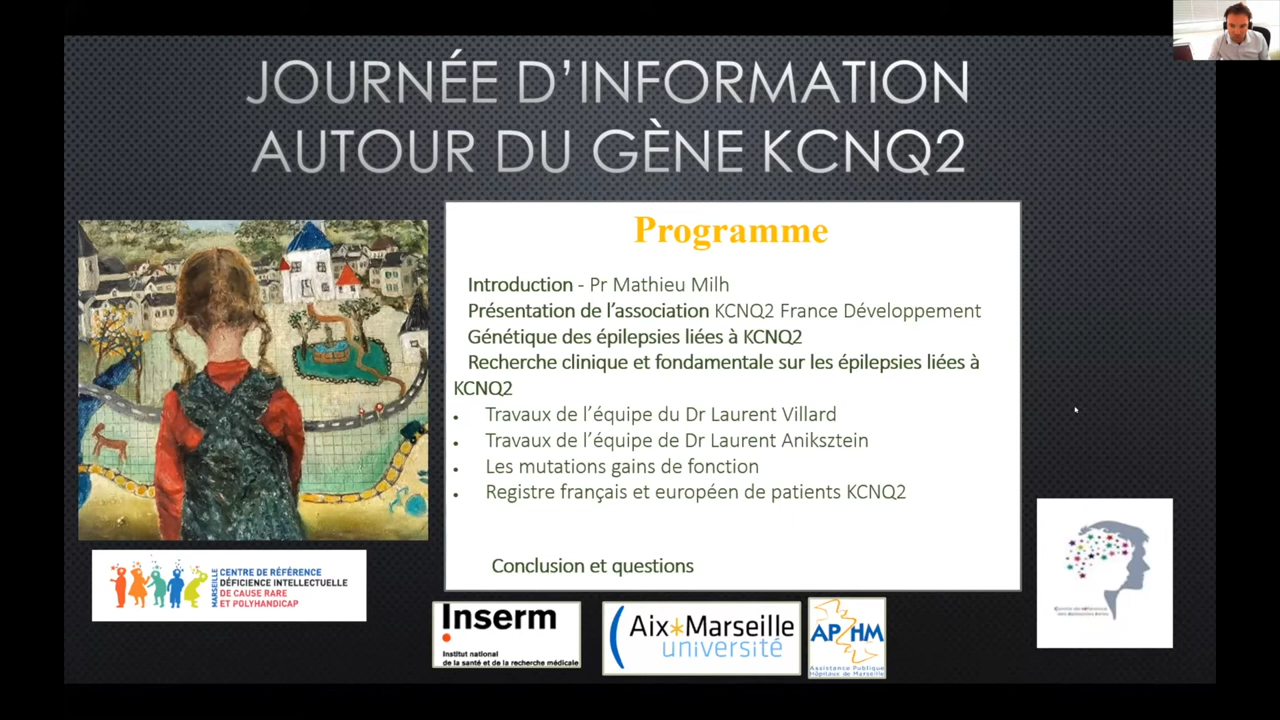 JOURNÉE D’INFORMATION
AUTOUR DU GÈNE KCNQ2
Programme
Introduction - Pr Mathieu Milh
Présentation de l’association KCNQ2 France Développement
Génétique des épilepsies liées à KCNQ2
Recherche clinique et fondamentale sur les épilepsies liées à
KCNQ2
• Travaux de l’équipe du Dr Laurent Villard
• Travaux de l’équipe de Dr Laurent Aniksztein
• Les mutations gains de fonction
• Registre français et européen de patients KCNQ2
Conclusion et questions
MARSEILLE
CENTRE DE RÉFÉRENCE
DÉFICIENCE INTELLECTUELLE
DE CAUSE RARE
ET POLYHANDICAP
Inserm
Institut national
de la santé et de la recherche médicale
Aix*Marseille
université
AP HM
Assistance Publique
Hôpitaux de Marseille